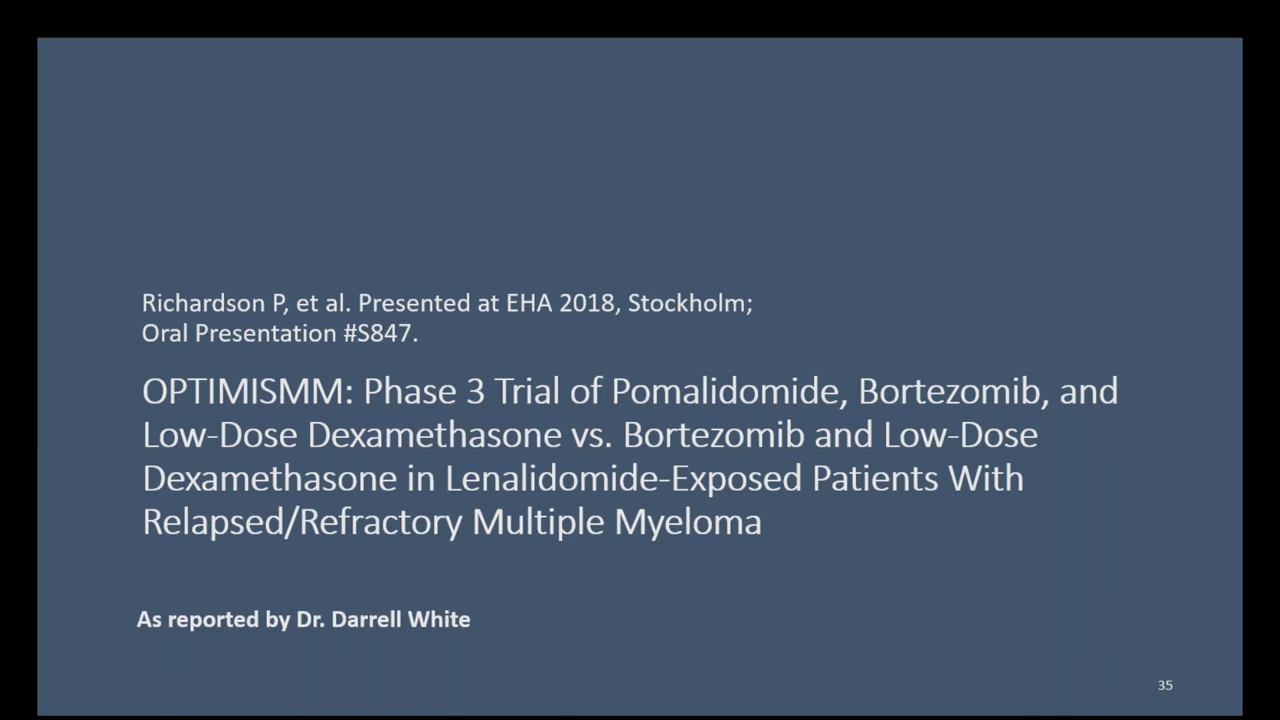 Richardson P, et al. Presented at EHA 2018, Stockholm;
Oral Presentation #S847.
OPTIMISMM: Phase 3 Trial of Pomalidomide, Bortezomib, and
Low-Dose Dexamethasone vs. Bortezomib and Low-Dose
Dexamethasone in Lenalidomide-Exposed Patients With
Relapsed/Refractory Multiple Myeloma
As reported by Dr. Darrell White
35